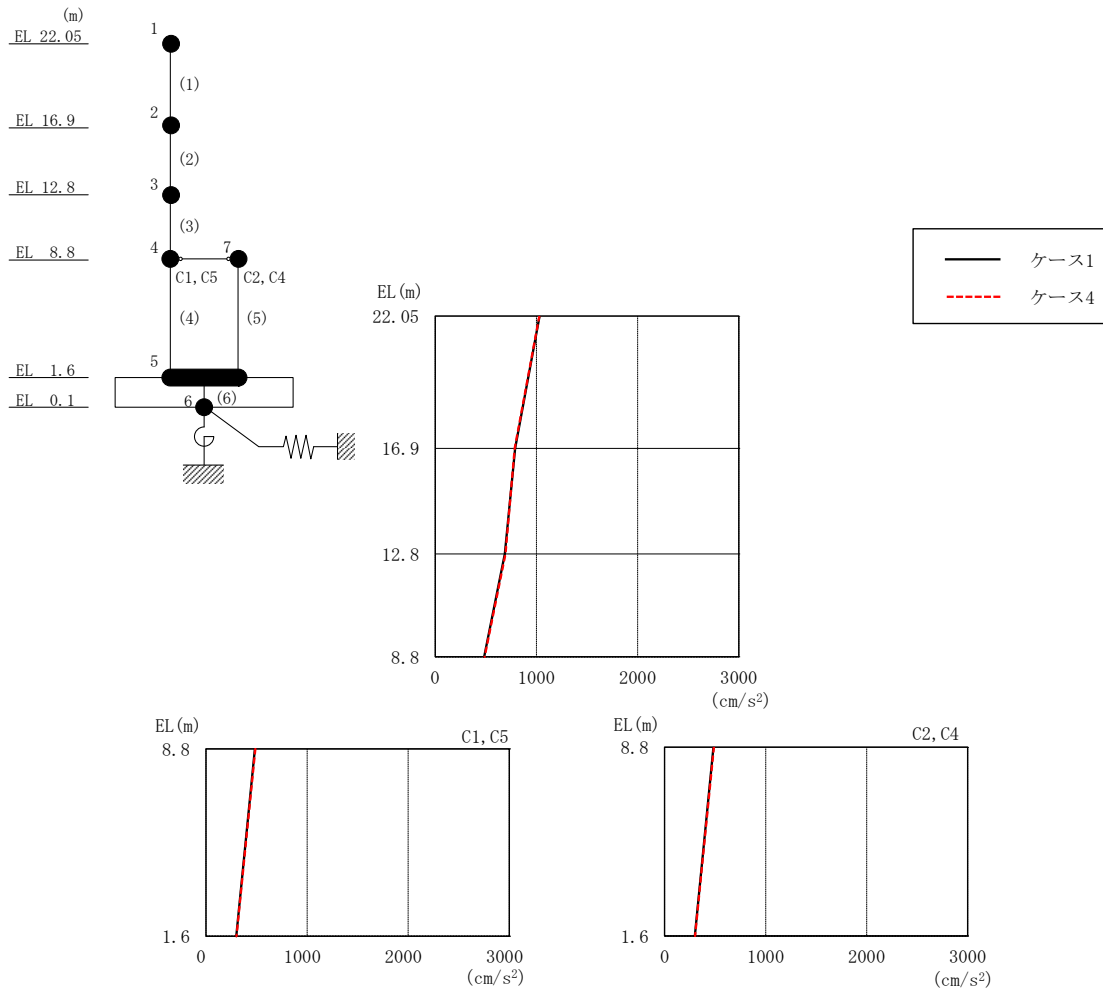 (m)
EL 22.05
1
(1)
EL 16.9
2
(2)
EL 12.8
3
(3)
EL 8.8
4
7
C1,C5
C2,C4
(4)
(5)
EL 1.6
5
EL 0.1
6
(6)
ケース1
ケース4
EL(m)
22.05
16.9
12.8
8.8
0 1000 2000 3000
(cm/s²)
EL(m)
C1,C5
8.8
1.6
0 1000 2000 3000
(cm/s²)
EL(m)
C2,C4
8.8
1.6
0 1000 2000 3000
(cm/s²)